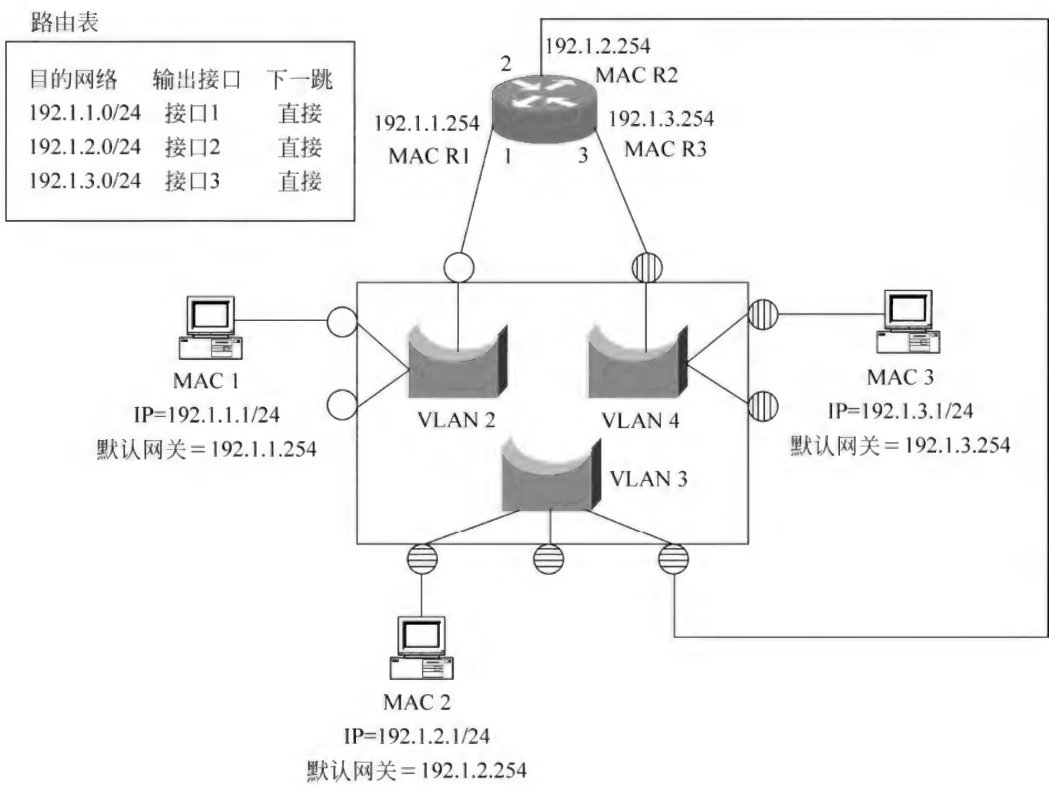 路由表
目的网络 输出接口 下一跳
192.1.1.0/24 接口1 直接
192.1.2.0/24 接口2 直接
192.1.3.0/24 接口3 直接
2
192.1.2.254
MAC R2
192.1.1.254
MAC R1
1
3
192.1.3.254
MAC R3
MAC 1
IP=192.1.1.1/24
默认网关=192.1.1.254
VLAN 2
VLAN 4
VLAN 3
MAC 3
IP=192.1.3.1/24
默认网关=192.1.3.254
MAC 2
IP=192.1.2.1/24
默认网关=192.1.2.254